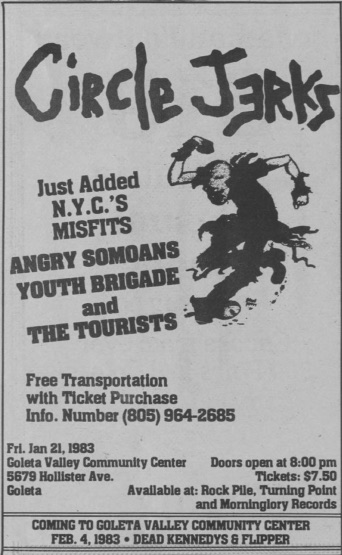 CIRCLE JERKS
Just Added
N.Y.C.'S
MISFITS
ANGRY SOMOANS
YOUTH BRIGADE
and
THE TOURISTS
Free Transportation
with Ticket Purchase
Info. Number (805) 964-2685
Fri. Jan 21, 1983
Goleta Valley Community Center Doors open at 8:00 pm
5679 Hollister Ave. Tickets: $7.50
Goleta Available at: Rock Pile, Turning Point
and Morninglory Records
COMING TO GOLETA VALLEY COMMUNITY CENTER
FEB. 4, 1983 • DEAD KENNEDYS & FLIPPER